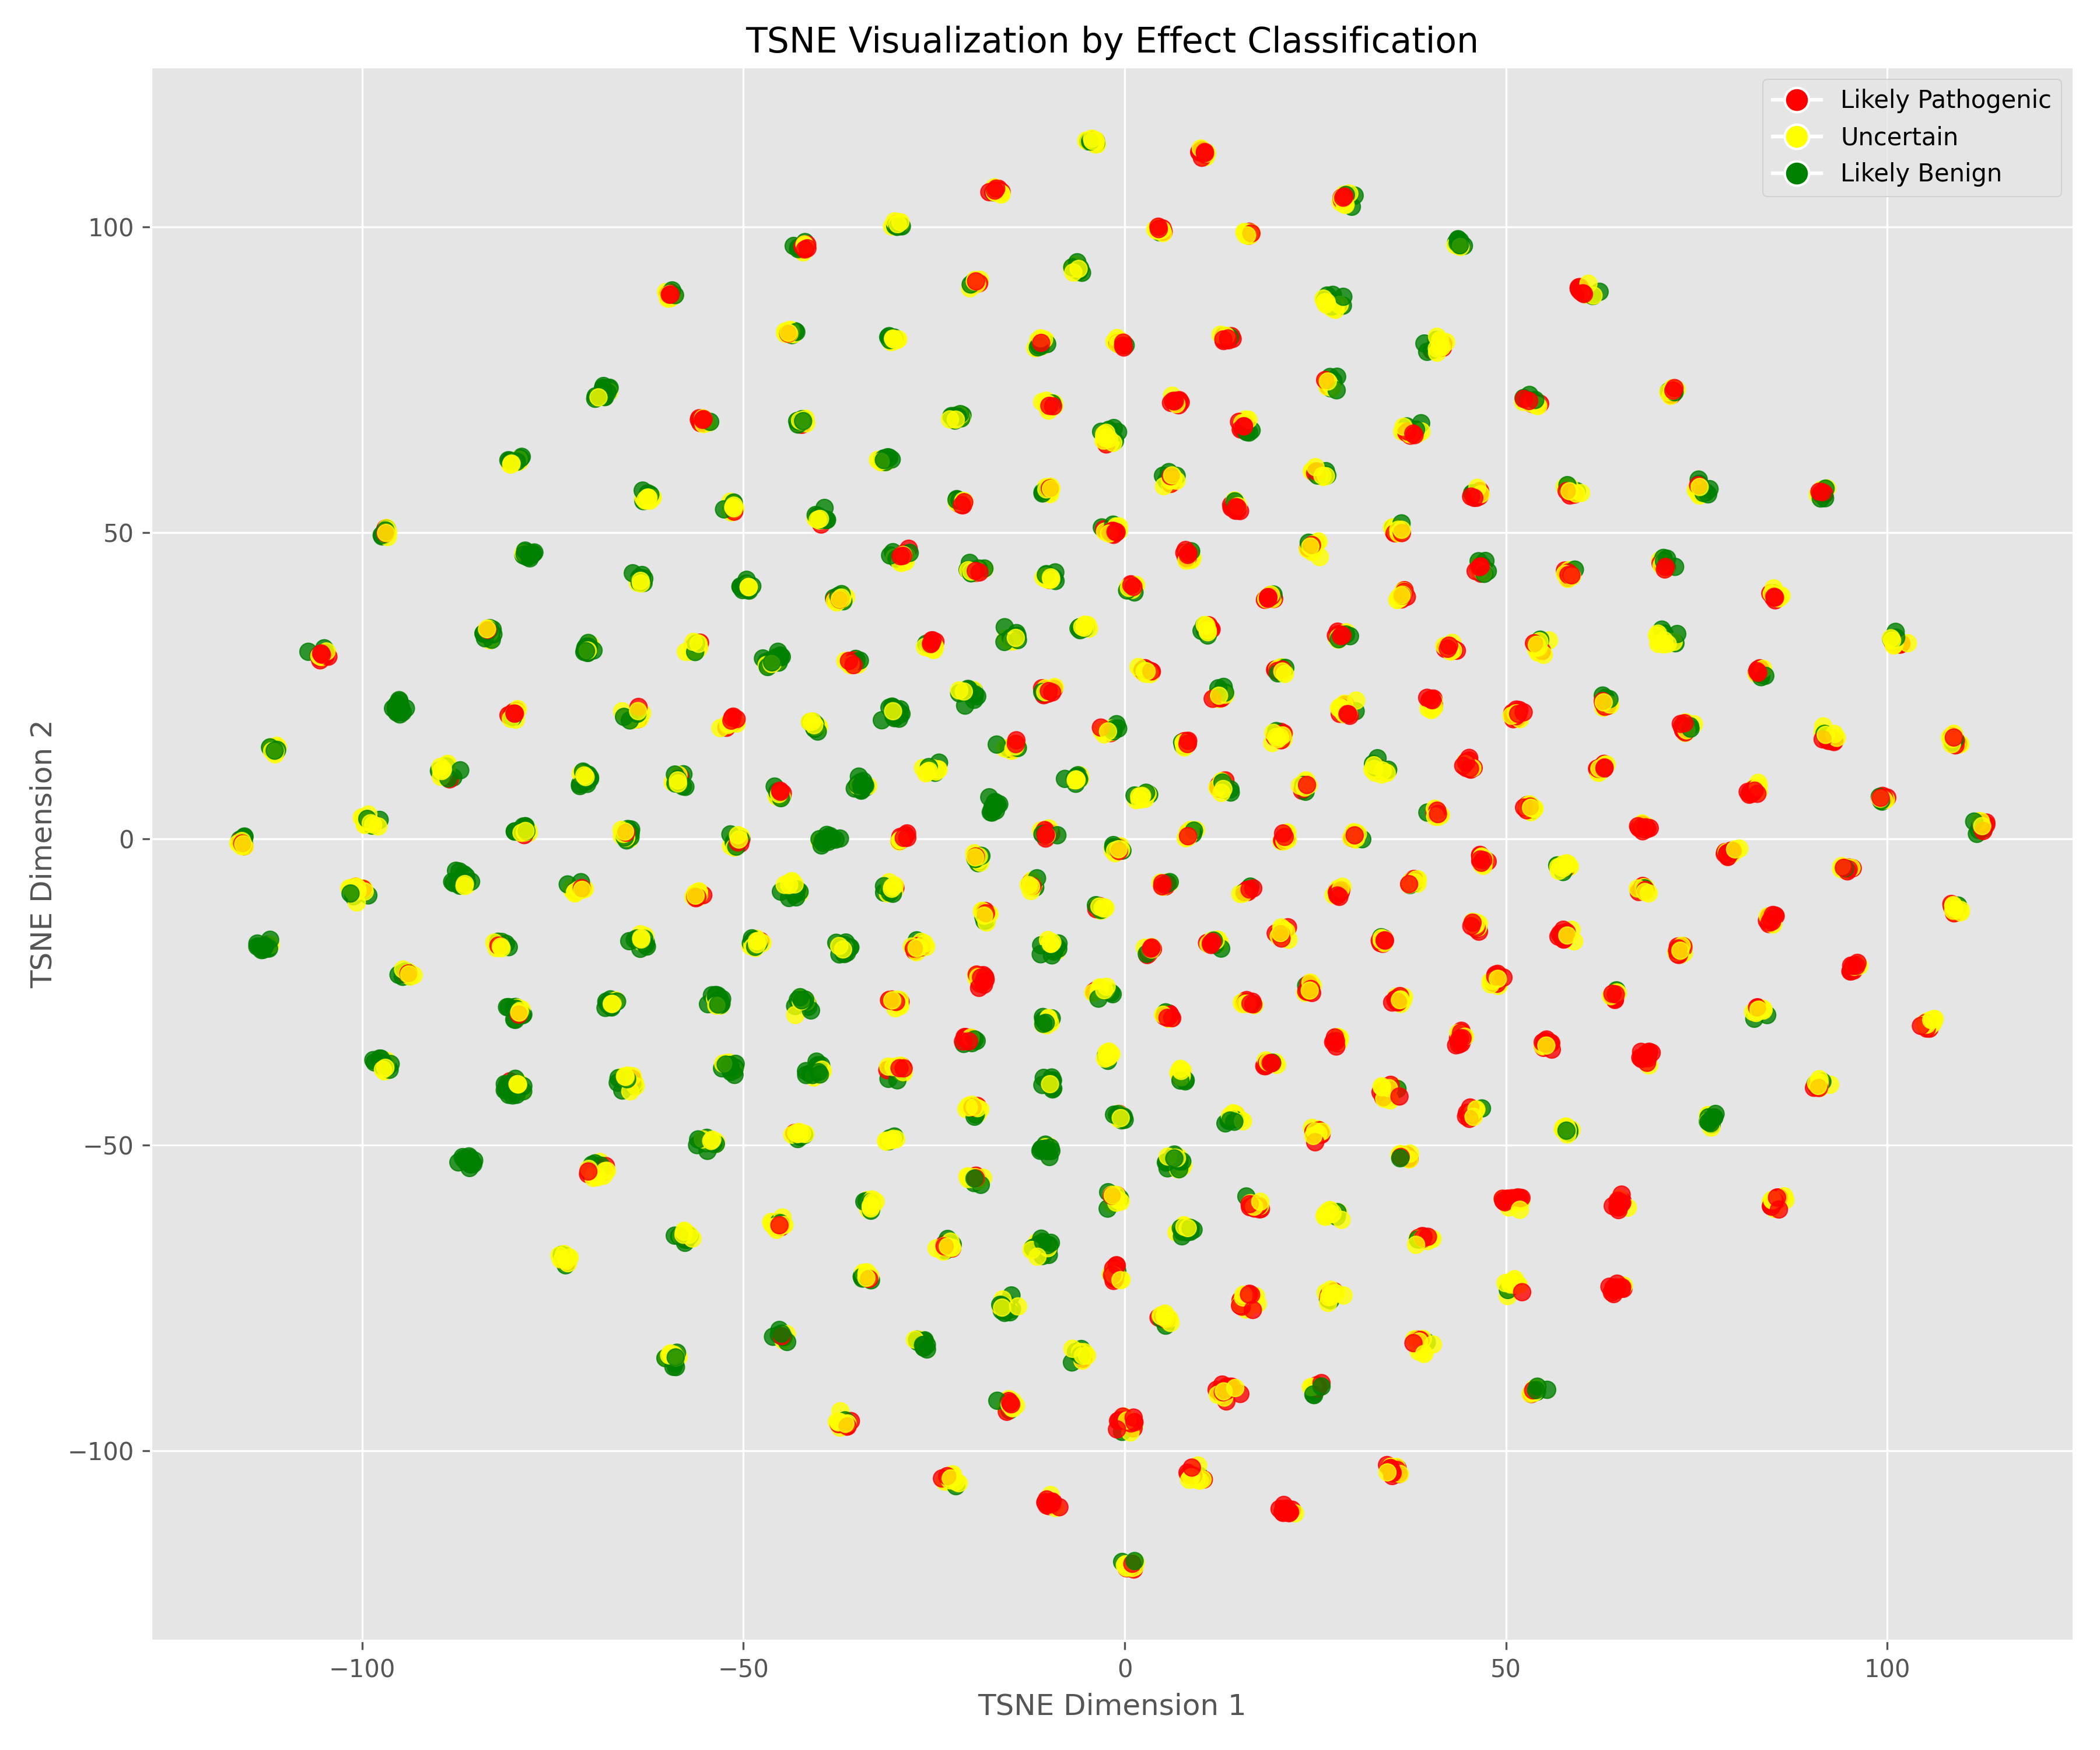 TSNE Visualization by Effect Classification
Likely Pathogenic
Uncertain
Likely Benign
100
50
0
−50
−100
TSNE Dimension 2
−100
−50
0
50
100
TSNE Dimension 1